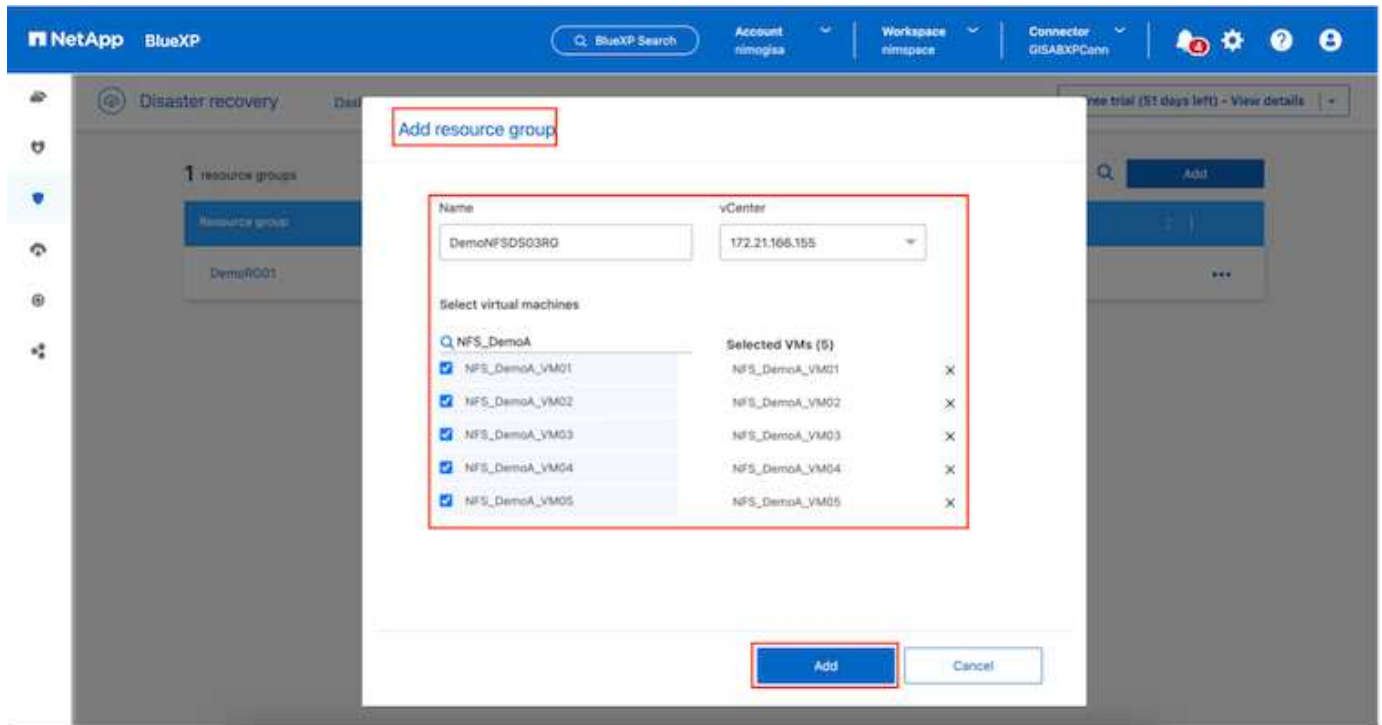 NetApp BlueXP
BlueXP Search
Account
nimogisa
Workspace
nimspace
Connector
GISABXPConn
4
Disaster recovery
Free trial (51 days left) - View details
1 resource groups
Add
Resource group
DemoRG01
Add resource group
Name
vCenter
DemoNFSDS03RG
172.21.166.155
Select virtual machines
NFS_DemoA
Selected VMs (5)
NFS_DemoA_VM01
NFS_DemoA_VM01
NFS_DemoA_VM02
NFS_DemoA_VM02
NFS_DemoA_VM03
NFS_DemoA_VM03
NFS_DemoA_VM04
NFS_DemoA_VM04
NFS_DemoA_VM05
NFS_DemoA_VM05
Add
Cancel